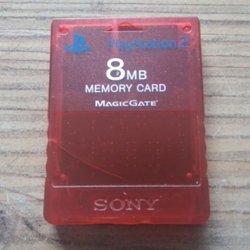 PlayStation 2
8MB
MEMORY CARD
MAGICGATE
SONY